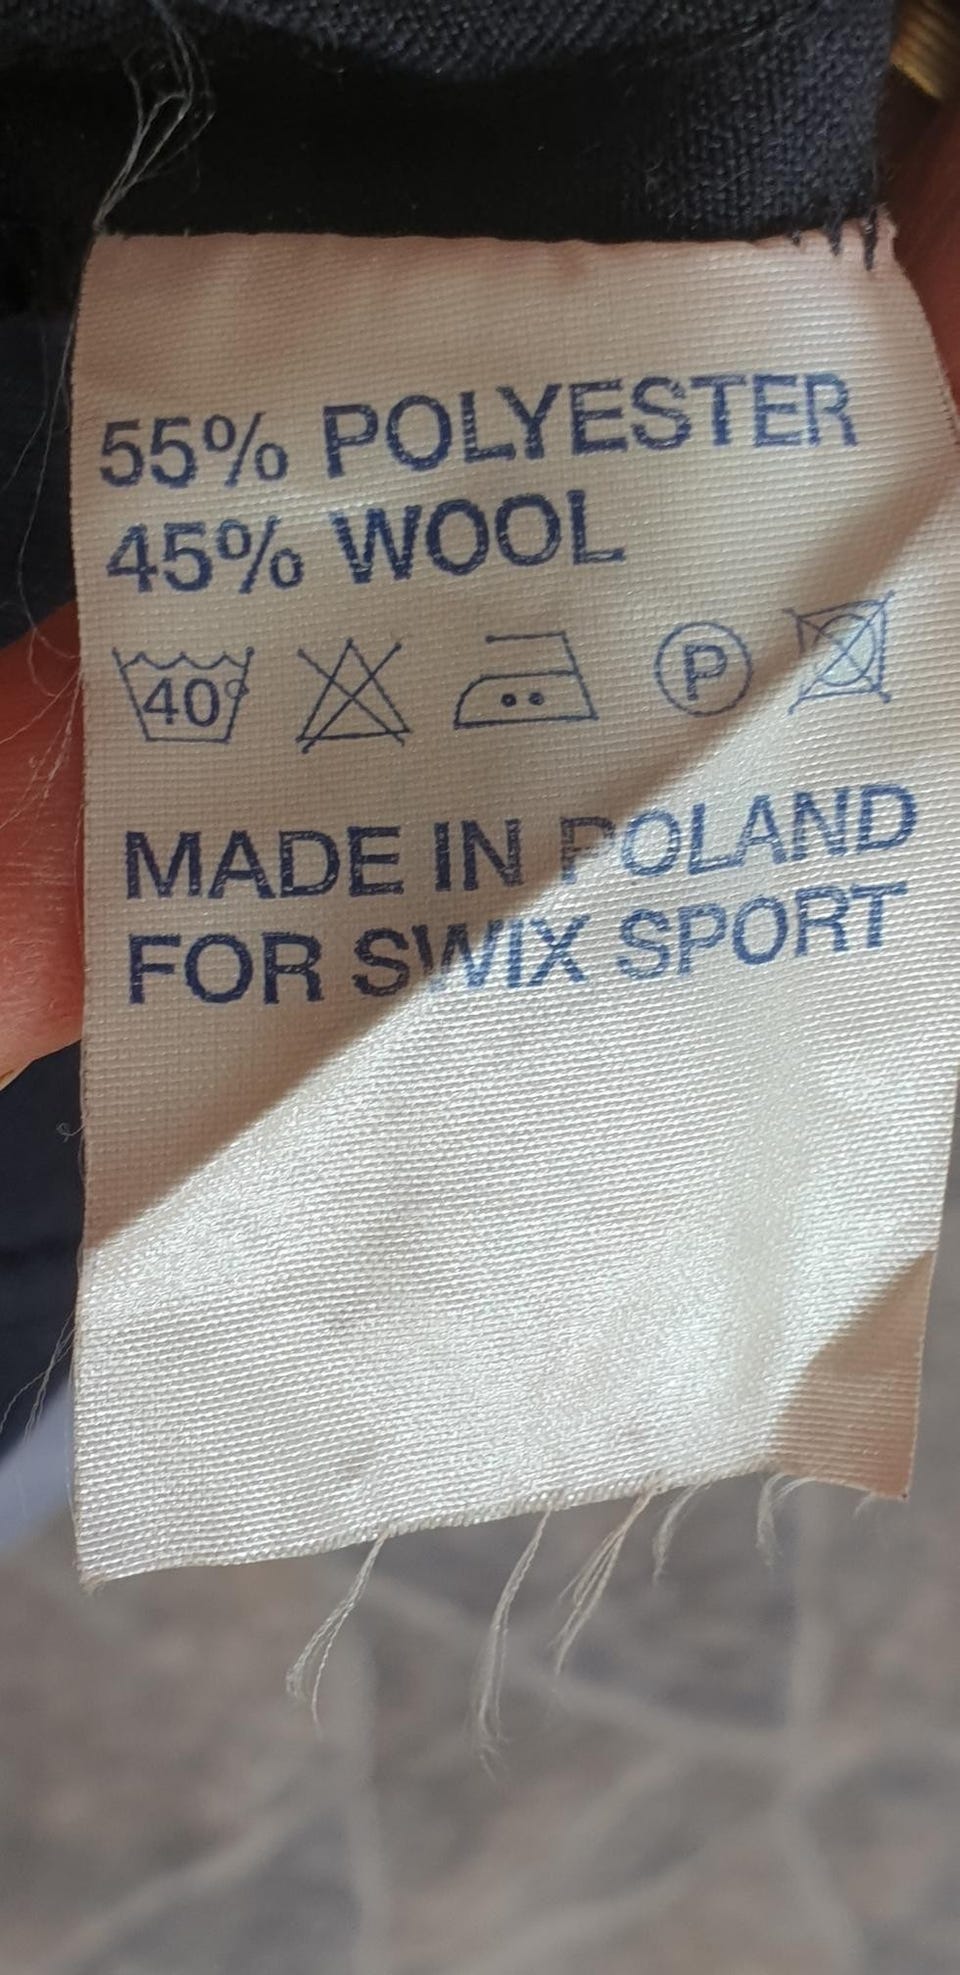 55% POLYESTER
45% WOOL
40° P
MADE IN POLAND
FOR SWIX SPORT